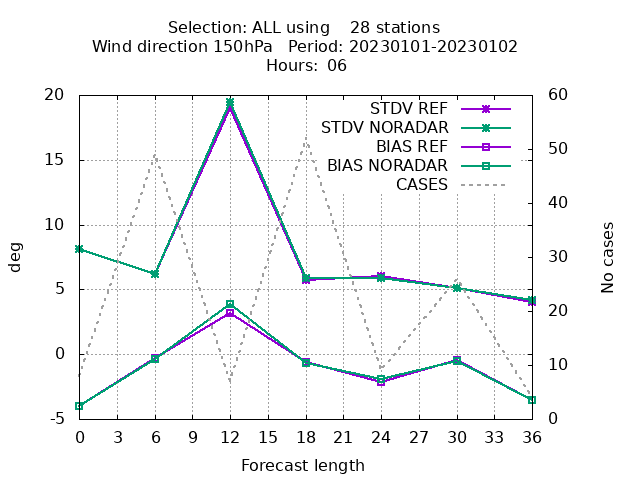 Selection: ALL using    28 stations
Wind direction 150hPa   Period: 20230101-20230102
Hours: 06
20
15
10
5
0
-5
60
50
40
30
20
10
0
STDV REF
STDV NORADAR
BIAS REF
BIAS NORADAR
CASES
deg
No cases
0 3 6 9 12 15 18 21 24 27 30 33 36
Forecast length